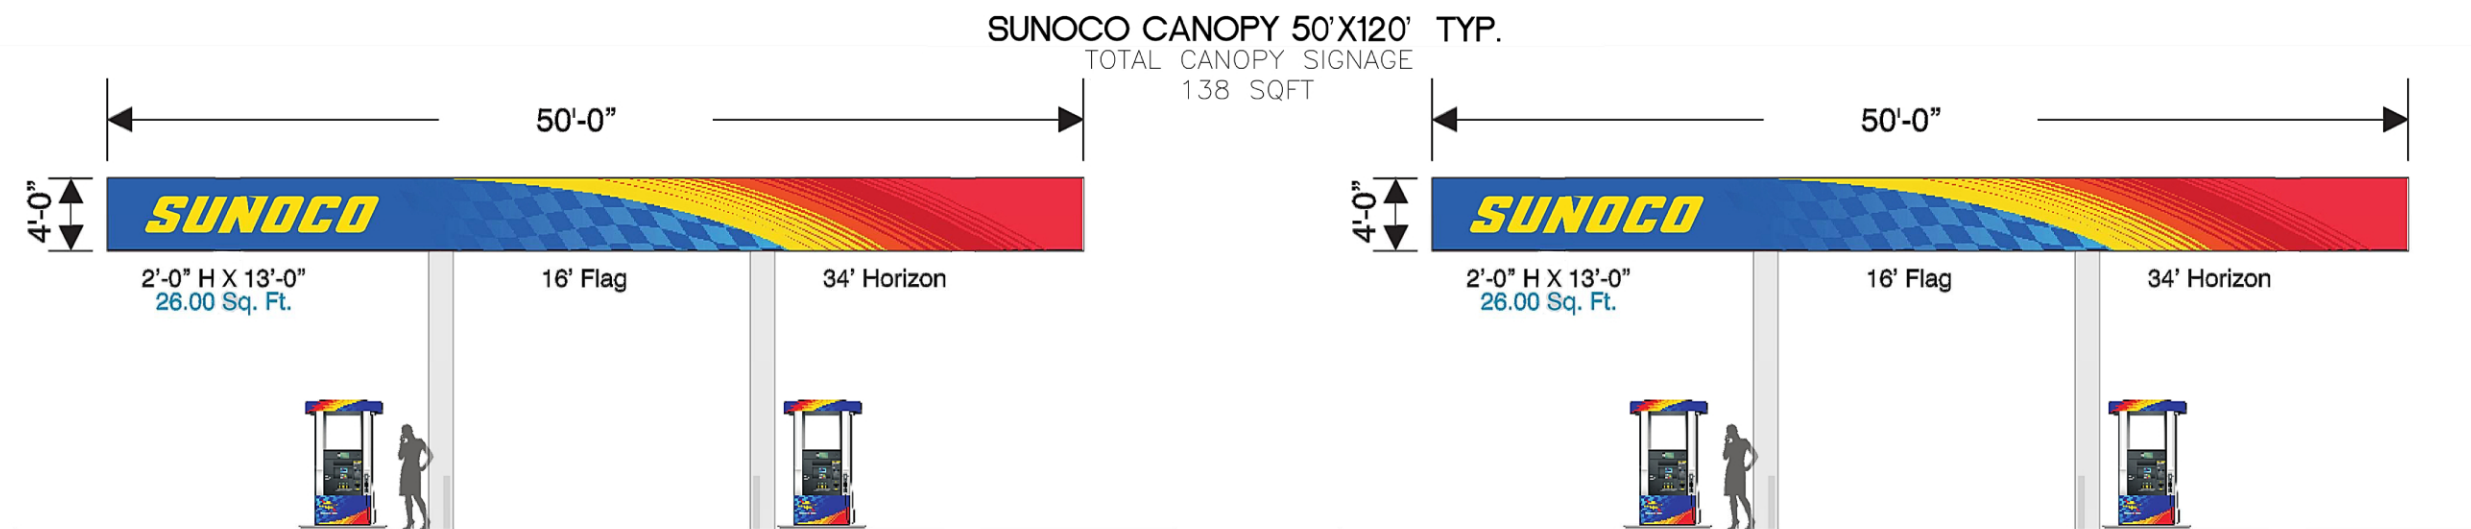 SUNOCO CANOPY 50'X120' TYP.
TOTAL CANOPY SIGNAGE
138 SQFT
50'-0"
4'-0"
SUNOCO
2'-0" H X 13'-0"
26.00 Sq. Ft.
16' Flag
34' Horizon
50'-0"
4'-0"
SUNOCO
2'-0" H X 13'-0"
26.00 Sq. Ft.
16' Flag
34' Horizon